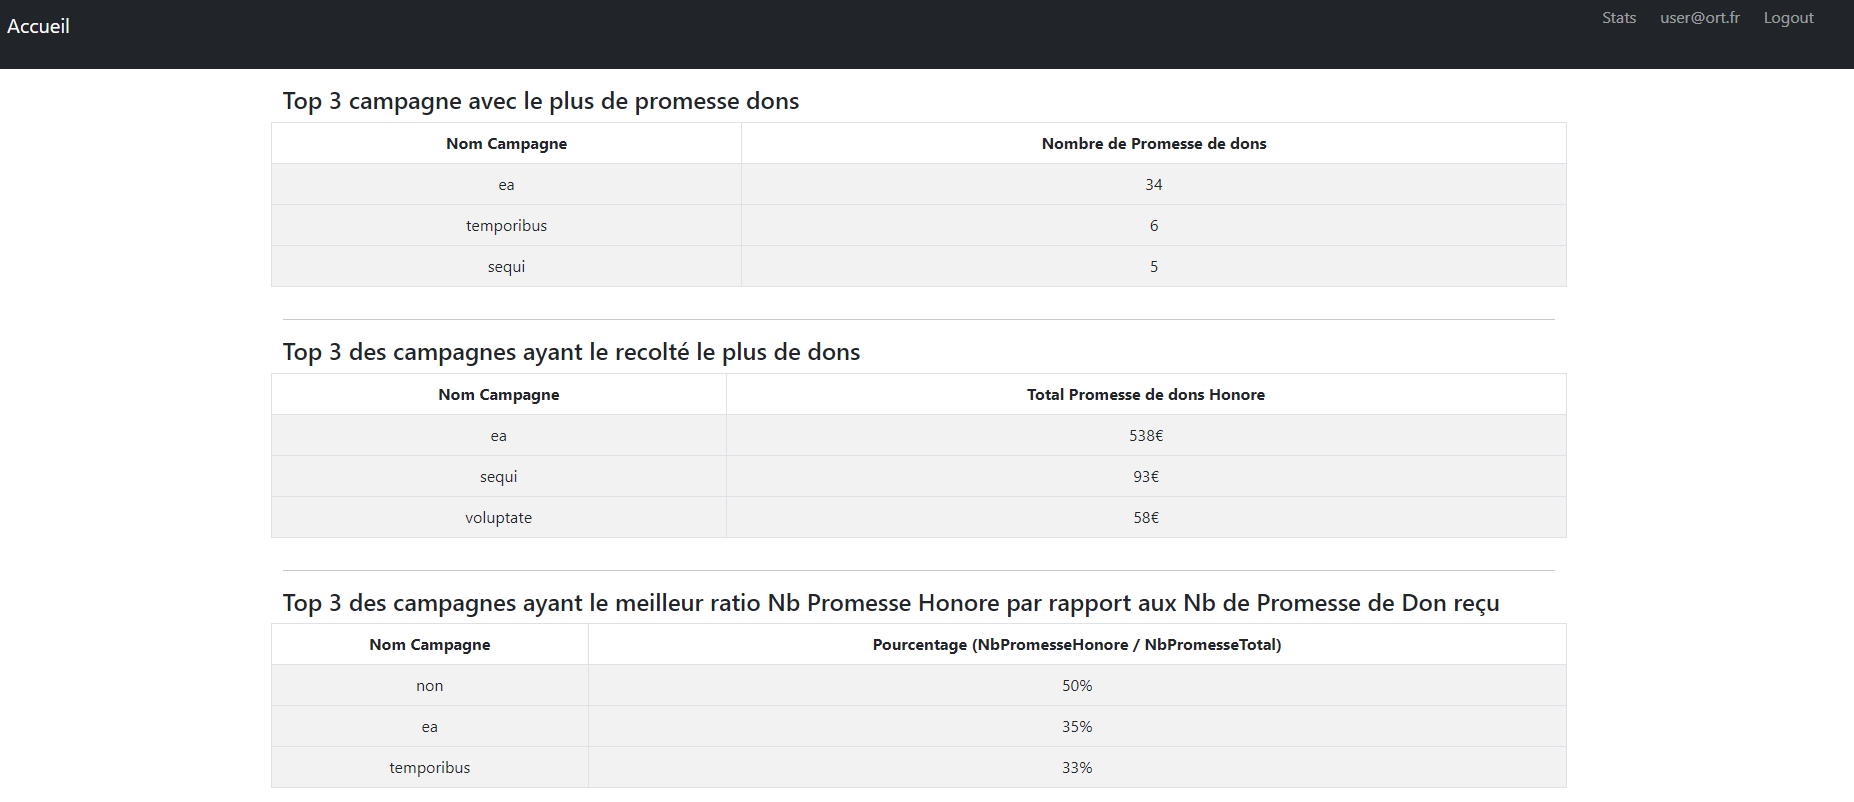 Accueil Stats user@ort.fr Logout
Top 3 campagne avec le plus de promesse dons
Nom Campagne Nombre de Promesse de dons
ea 34
temporibus 6
sequi 5
Top 3 des campagnes ayant le recolté le plus de dons
Nom Campagne Total Promesse de dons Honore
ea 538€
sequi 93€
voluptate 58€
Top 3 des campagnes ayant le meilleur ratio Nb Promesse Honore par rapport aux Nb de Promesse de Don reçu
Nom Campagne Pourcentage (NbPromesseHonore / NbPromesseTotal)
non 50%
ea 35%
temporibus 33%